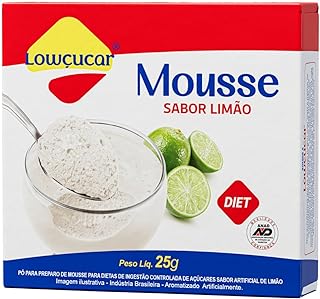 Lowçucar®
Mousse
SABOR LIMÃO
DIET
ANAD
Peso Líq. 25g
PÓ PARA PREPARO DE MOUSSE PARA DIETAS DE INGESTÃO CONTROLADA DE AÇÚCARES SABOR ARTIFICIAL DE LIMÃO
Imagem ilustrativa - Indústria Brasileira - Aromatizado Artificialmente.